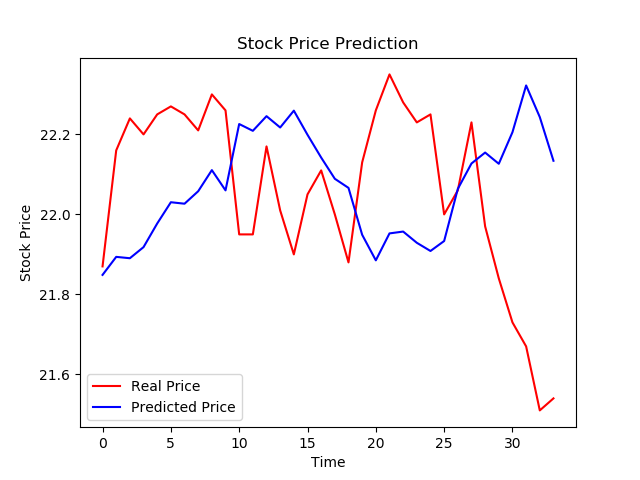 Stock Price Prediction
Stock Price
22.2
22.0
21.8
21.6
Real Price
Predicted Price
0 5 10 15 20 25 30
Time